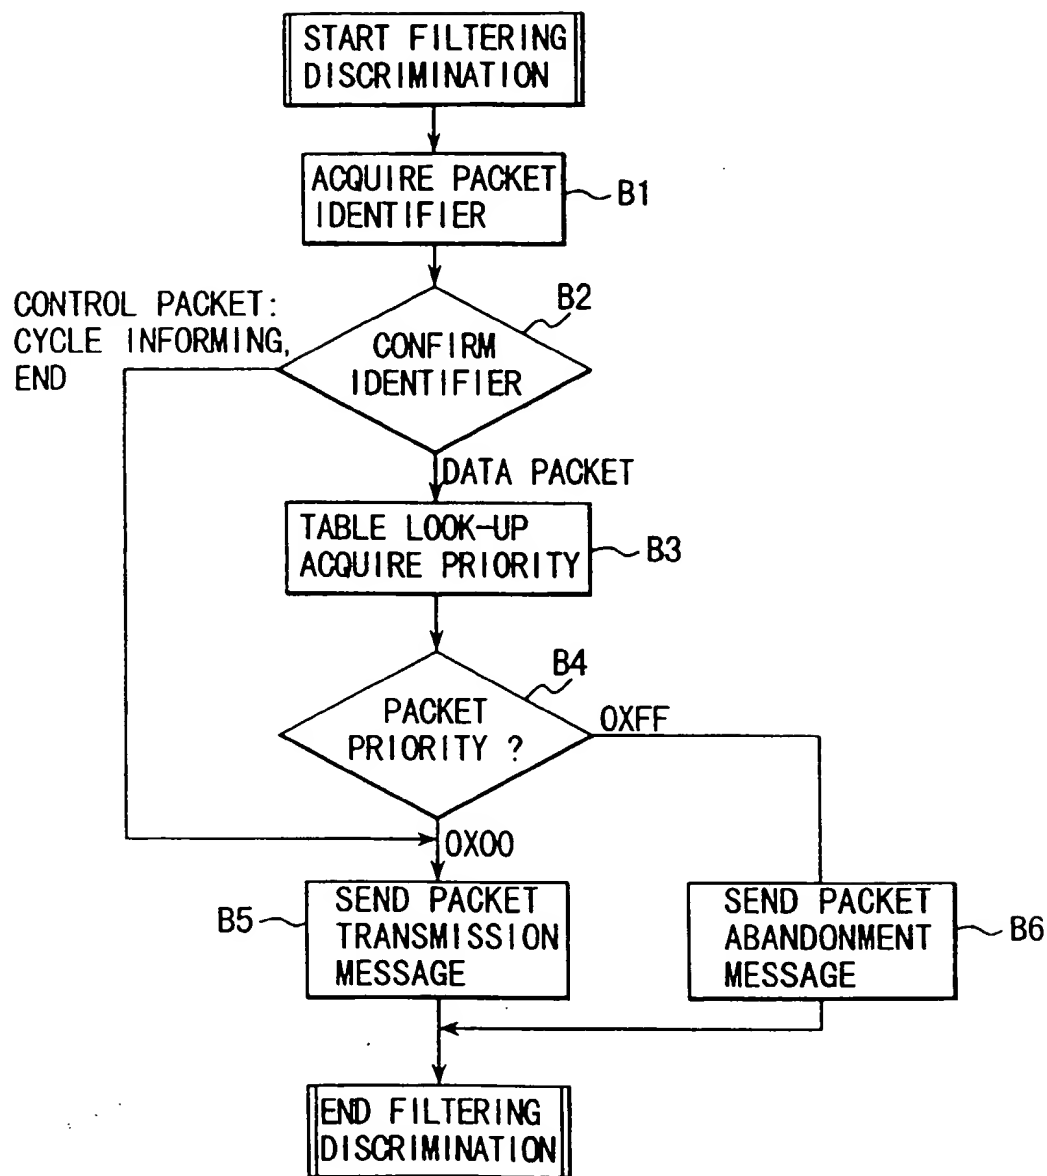 START FILTERING
DISCRIMINATION
ACQUIRE PACKET
IDENTIFIER
B1
CONTROL PACKET:
CYCLE INFORMING,
END
B2
CONFIRM
IDENTIFIER
DATA PACKET
TABLE LOOK-UP
ACQUIRE PRIORITY
B3
B4
PACKET
PRIORITY ?
0XFF
0X00
B5
SEND PACKET
TRANSMISSION
MESSAGE
SEND PACKET
ABANDONMENT
MESSAGE
B6
END FILTERING
DISCRIMINATION